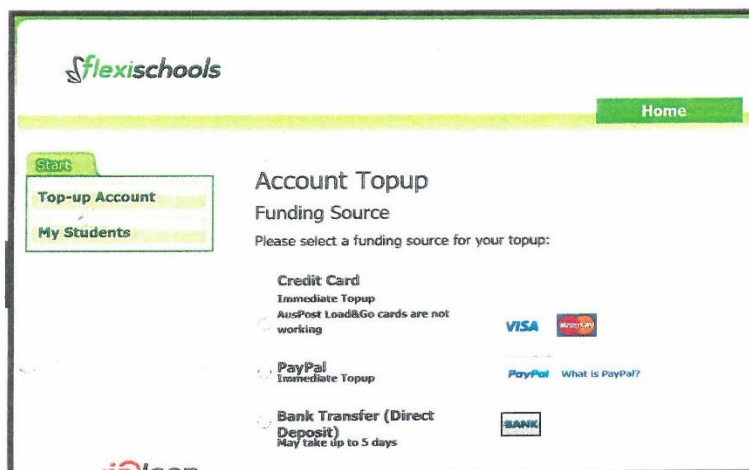 flexischools
Home
Start
Top-up Account
My Students
Account Topup
Funding Source
Please select a funding source for your topup:
Credit Card
Immediate Topup
AusPost Load&Go cards are not
working
VISA
MasterCard
PayPal
Immediate Topup
PayPal What is PayPal?
Bank Transfer (Direct
Deposit)
May take up to 5 days
BANK